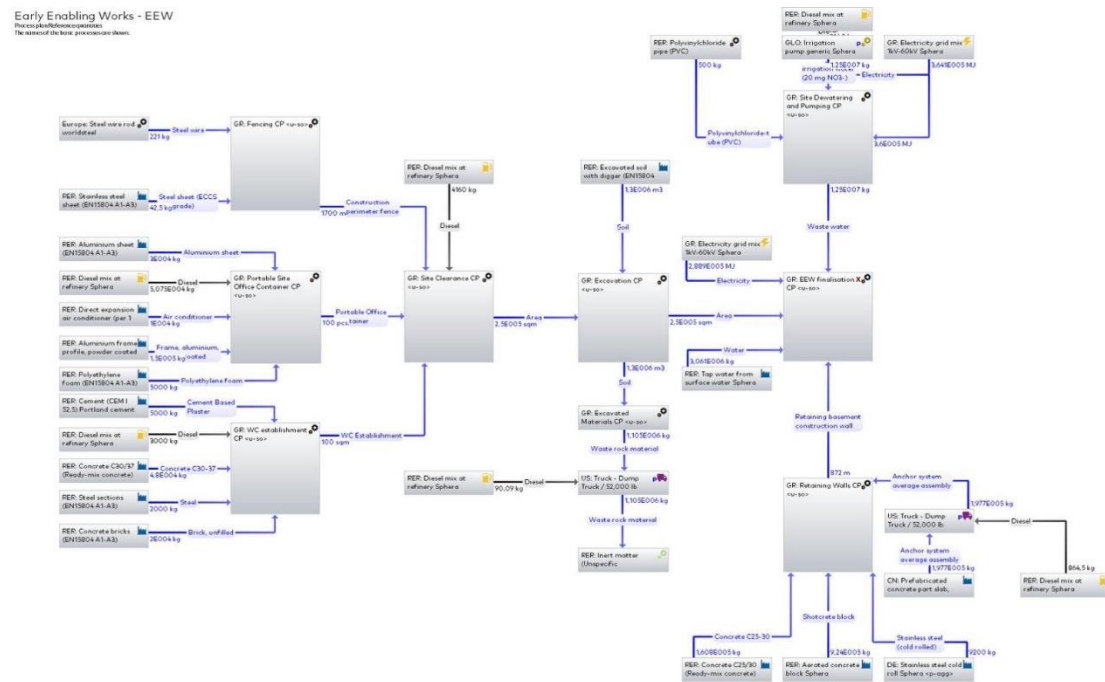 Early Enabling Works - EEW
Process plan:Reference quantities
The names of the basic processes are shown.
RER: Diesel mix at
refinery Sphera
RER: Polyvinylchloride
pipe (PVC)
500 kg
GLO: Irrigation
pump generic Sphera
1,25E007 kg
(20 mg NO3-)
GR: Electricity grid mix
1kV-60kV Sphera
3,641E005 MJ
Electricity
GR: Site Dewatering
and Pumping CP
<u-so>
Polyvinylchloride-t
ube (PVC)
3,6E005 MJ
1,25E007 kg
Waste water
Europe: Steel wire rod
worldsteel
Steel wire
221 kg
GR: Fencing CP <u-so>
RER: Stainless steel
sheet (EN15804 A1-A3)
Steel sheet (ECCS
grade)
42,5 kg
1700 m
Construction
perimeter fence
RER: Diesel mix at
refinery Sphera
4160 kg
Diesel
RER: Excavated soil
with digger (EN15804
1,3E006 m3
Soil
GR: Electricity grid mix
1kV-60kV Sphera
2,889E005 MJ
Electricity
RER: Aluminium sheet
(EN15804 A1-A3)
Aluminium sheet
3E004 kg
RER: Diesel mix at
refinery Sphera
Diesel
5,075E004 kg
RER: Direct expansion
air conditioner (per 1
Air conditioner
1E004 kg
RER: Aluminium frame
profile, powder coated
Frame, aluminium,
1,5E005 kg
RER: Polyethylene
foam (EN15804 A1-A3)
Polyethylene foam
5000 kg
GR: Portable Site
Office Container CP
<u-so>
Portable Office
100 pcs.
GR: Site Clearance CP
<u-so>
Area
2,5E005 sqm
GR: Excavation CP
<u-so>
Area
2,5E005 sqm
GR: EEW finalisation
CP <u-so>
Water
3,061E006 kg
RER: Tap water from
surface water Sphera
RER: Cement (CEM I
52.5) Portland cement
Cement Based
Plaster
5000 kg
RER: Diesel mix at
refinery Sphera
Diesel
3000 kg
RER: Concrete C30/37
(Ready-mix concrete)
Concrete C30-37
4,8E004 kg
RER: Steel sections
(EN15804 A1-A3)
Steel
2000 kg
RER: Concrete bricks
(EN15804 A1-A3)
Brick, unfilled
2E004 kg
GR: WC establishment
CP <u-so>
WC Establishment
100 sqm
1,3E006 m3
Soil
GR: Excavated
Materials CP <u-so>
1,105E006 kg
Waste rock material
RER: Diesel mix at
refinery Sphera
Diesel
90,09 kg
US: Truck - Dump
Truck / 52,000 lb
1,105E006 kg
Waste rock material
RER: Inert matter
(Unspecific
Retaining basement
construction wall
872 m
GR: Retaining Walls CP
<u-so>
Anchor system
average assembly
1,977E005 kg
US: Truck - Dump
Truck / 52,000 lb
Diesel
Anchor system
average assembly
1,977E005 kg
CN: Prefabricated
concrete part slab,
864,5 kg
RER: Diesel mix at
refinery Sphera
Concrete C25-30
1,608E005 kg
RER: Concrete C25/30
(Ready-mix concrete)
Shotcrete block
9,24E005 kg
RER: Aerated concrete
block Sphera
Stainless steel
(cold rolled)
9200 kg
DE: Stainless steel cold
roll Sphera <p-agg>